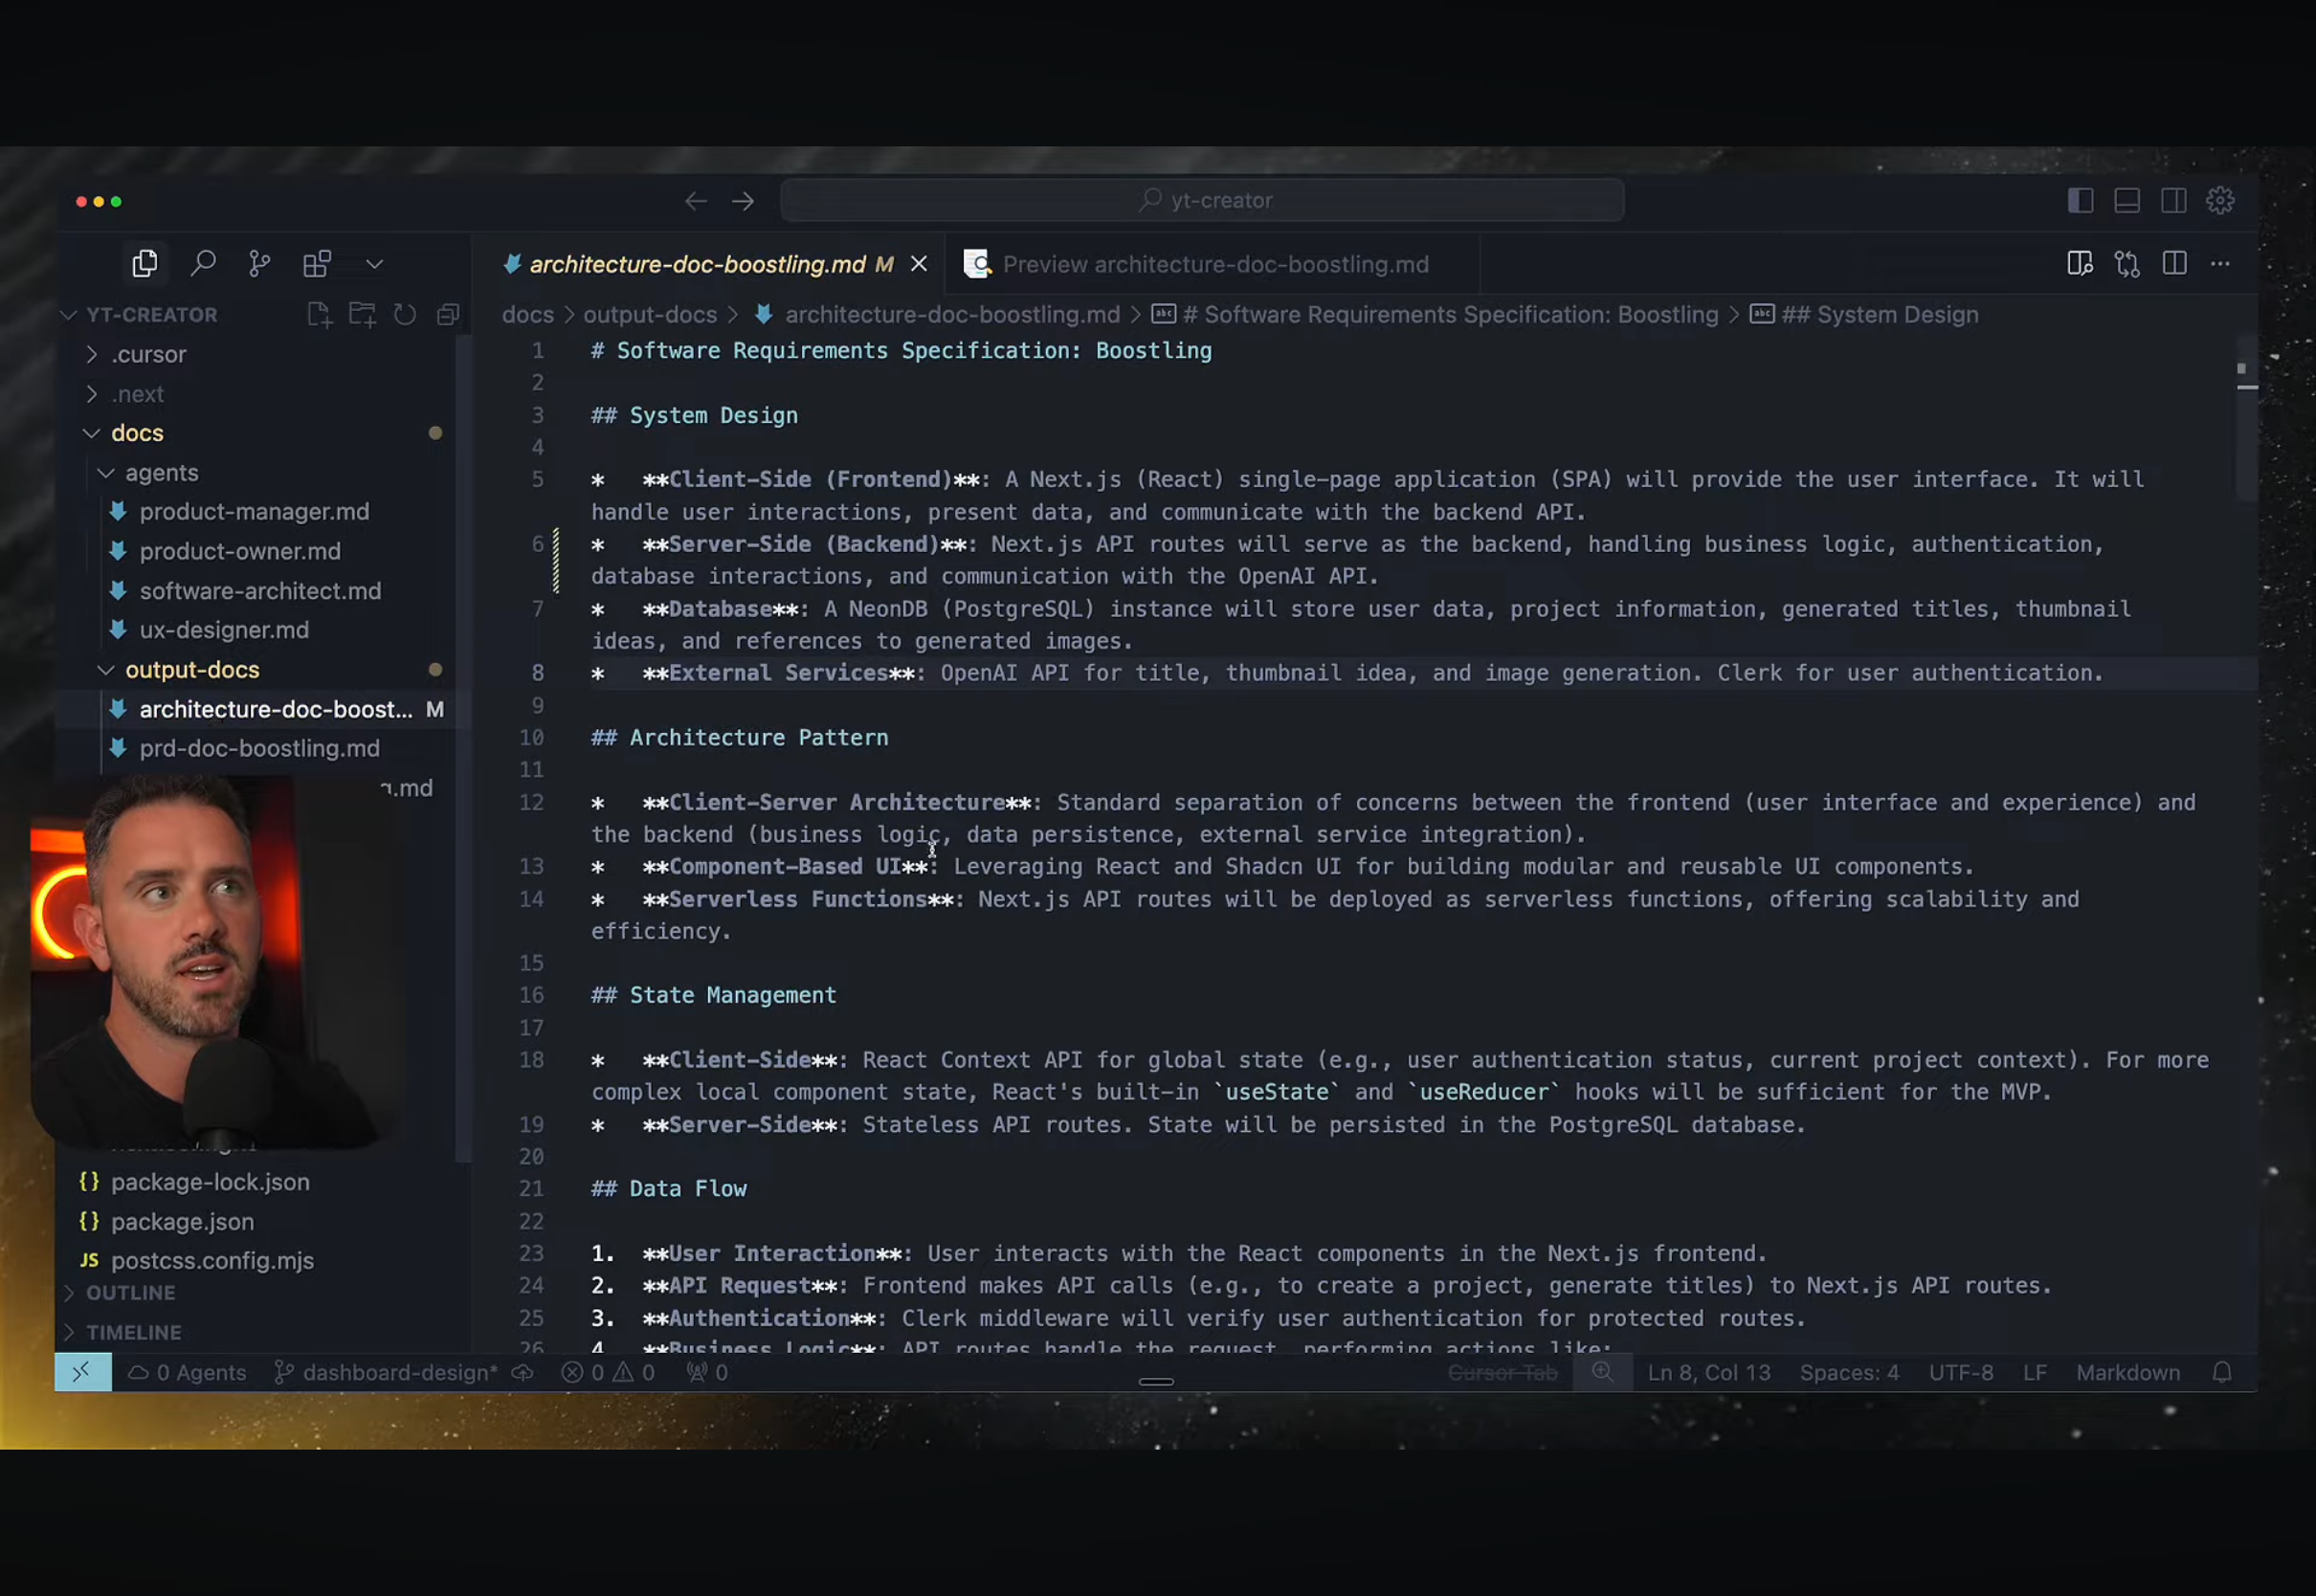 yt-creator
architecture-doc-boostling.md M
Preview architecture-doc-boostling.md
YT-CREATOR
docs > output-docs > architecture-doc-boostling.md > # Software Requirements Specification: Boostling > ## System Design
.cursor
.next
docs
agents
product-manager.md
product-owner.md
software-architect.md
ux-designer.md
output-docs
architecture-doc-boost... M
prd-doc-boostling.md
.md
package-lock.json
package.json
JS postcss.config.mjs
OUTLINE
TIMELINE
1 # Software Requirements Specification: Boostling
2
3 ## System Design
4
5 * **Client-Side (Frontend)**: A Next.js (React) single-page application (SPA) will provide the user interface. It will
handle user interactions, present data, and communicate with the backend API.
6 * **Server-Side (Backend)**: Next.js API routes will serve as the backend, handling business logic, authentication,
database interactions, and communication with the OpenAI API.
7 * **Database**: A NeonDB (PostgreSQL) instance will store user data, project information, generated titles, thumbnail
ideas, and references to generated images.
8 * **External Services**: OpenAI API for title, thumbnail idea, and image generation. Clerk for user authentication.
9
10 ## Architecture Pattern
11
12 * **Client-Server Architecture**: Standard separation of concerns between the frontend (user interface and experience) and
the backend (business logic, data persistence, external service integration).
13 * **Component-Based UI**: Leveraging React and Shadcn UI for building modular and reusable UI components.
14 * **Serverless Functions**: Next.js API routes will be deployed as serverless functions, offering scalability and
efficiency.
15
16 ## State Management
17
18 * **Client-Side**: React Context API for global state (e.g., user authentication status, current project context). For more
complex local component state, React's built-in `useState` and `useReducer` hooks will be sufficient for the MVP.
19 * **Server-Side**: Stateless API routes. State will be persisted in the PostgreSQL database.
20
21 ## Data Flow
22
23 1. **User Interaction**: User interacts with the React components in the Next.js frontend.
24 2. **API Request**: Frontend makes API calls (e.g., to create a project, generate titles) to Next.js API routes.
25 3. **Authentication**: Clerk middleware will verify user authentication for protected routes.
26 4. **Business Logic**: API routes handle the request, performing actions like:
0 Agents dashboard-design* 0 0 0 Cursor Tab Ln 8, Col 13 Spaces: 4 UTF-8 LF Markdown